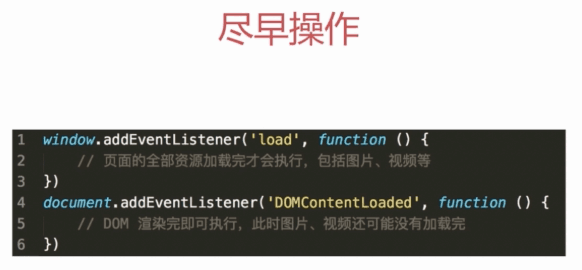 尽早操作
1 window.addEventListener('load', function () {
2 // 页面的全部资源加载完才会执行，包括图片、视频等
3 })
4 document.addEventListener('DOMContentLoaded', function () {
5 // DOM 渲染完即可执行，此时图片、视频还可能没有加载完
6 })